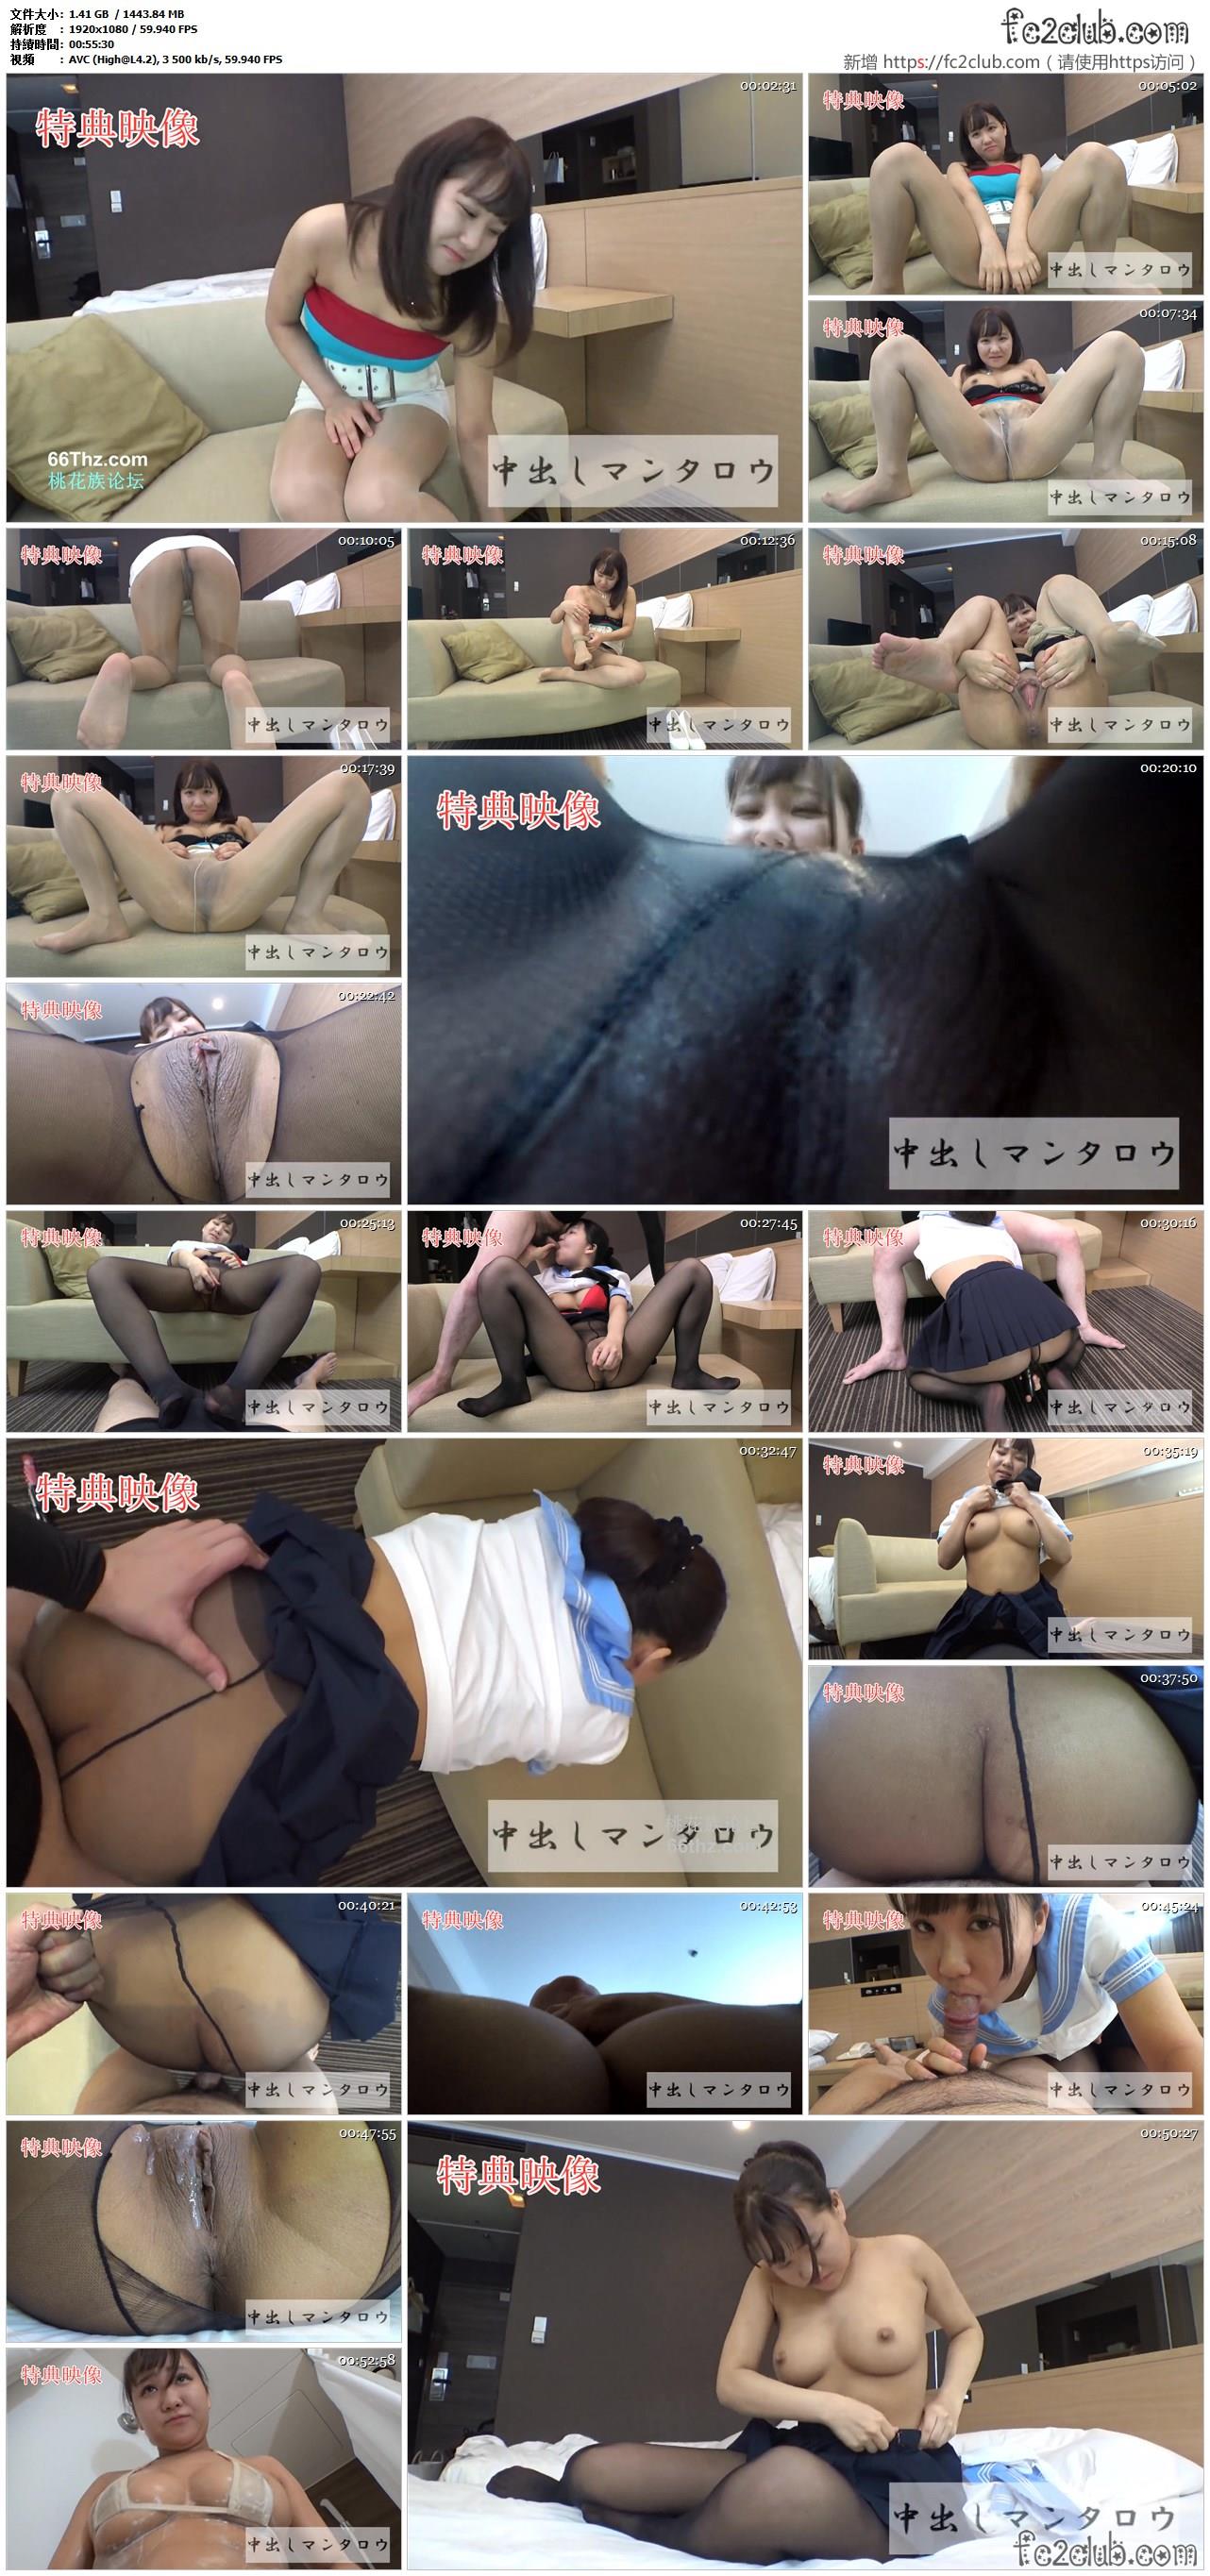 文件大小: 1.41 GB / 1443.84 MB
解析度 : 1920x1080 / 59.940 FPS
持續時間: 00:55:30
視頻 : AVC (High@L4.2), 3 500 kb/s, 59.940 FPS
fc2club.com
新增 https://fc2club.com ( 请使用https访问 )
00:02:31
特典映像
66Thz.com
桃花族论坛
中出しマンタロウ
00:05:02
特典映像
中出しマンタロウ
00:07:34
特典映像
中出しマンタロウ
00:10:05
特典映像
中出しマンタロウ
00:12:36
特典映像
中出しマンタロウ
00:15:08
特典映像
中出しマンタロウ
00:17:39
特典映像
中出しマンタロウ
00:20:10
特典映像
中出しマンタロウ
00:22:42
特典映像
中出しマンタロウ
00:25:13
特典映像
中出しマンタロウ
00:27:45
特典映像
中出しマンタロウ
00:30:16
特典映像
中出しマンタロウ
00:32:47
特典映像
桃花族论坛
66thz.com
中出しマンタロウ
00:35:19
特典映像
中出しマンタロウ
00:37:50
特典映像
中出しマンタロウ
00:40:21
特典映像
中出しマンタロウ
00:42:53
特典映像
中出しマンタロウ
00:45:24
特典映像
中出しマンタロウ
00:47:55
特典映像
中出しマンタロウ
00:50:27
特典映像
中出しマンタロウ
00:52:58
特典映像
中出しマンタロウ
fc2club.com